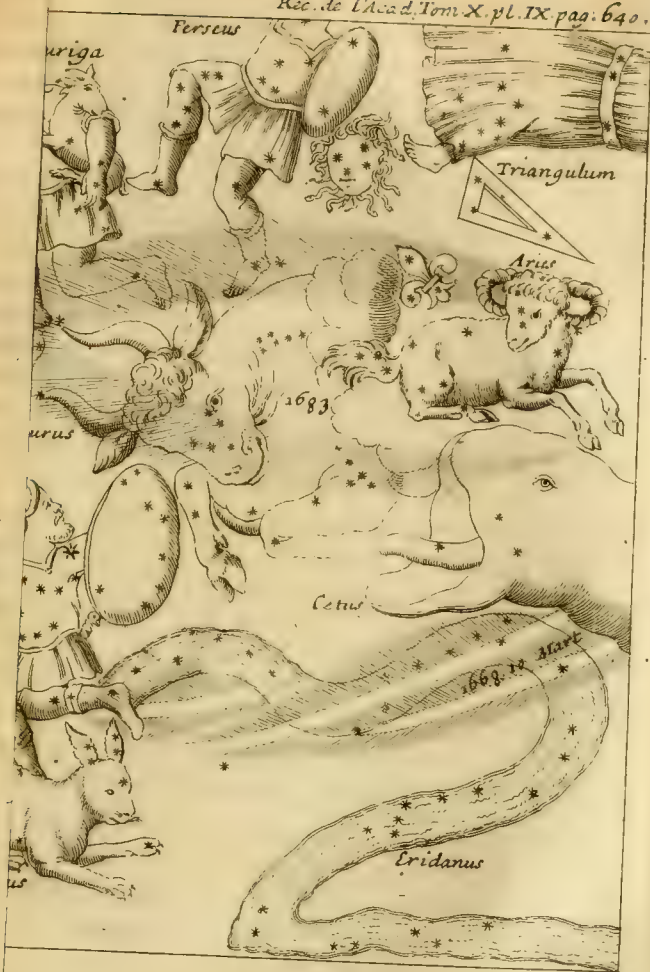 Rec. de l'Acad. Tom. X. pl. IX. pag. 640.
Perseus
uriga
Triangulum
Aries
1683
urus
Cetus
1668. 10 Mart
Eridanus
us